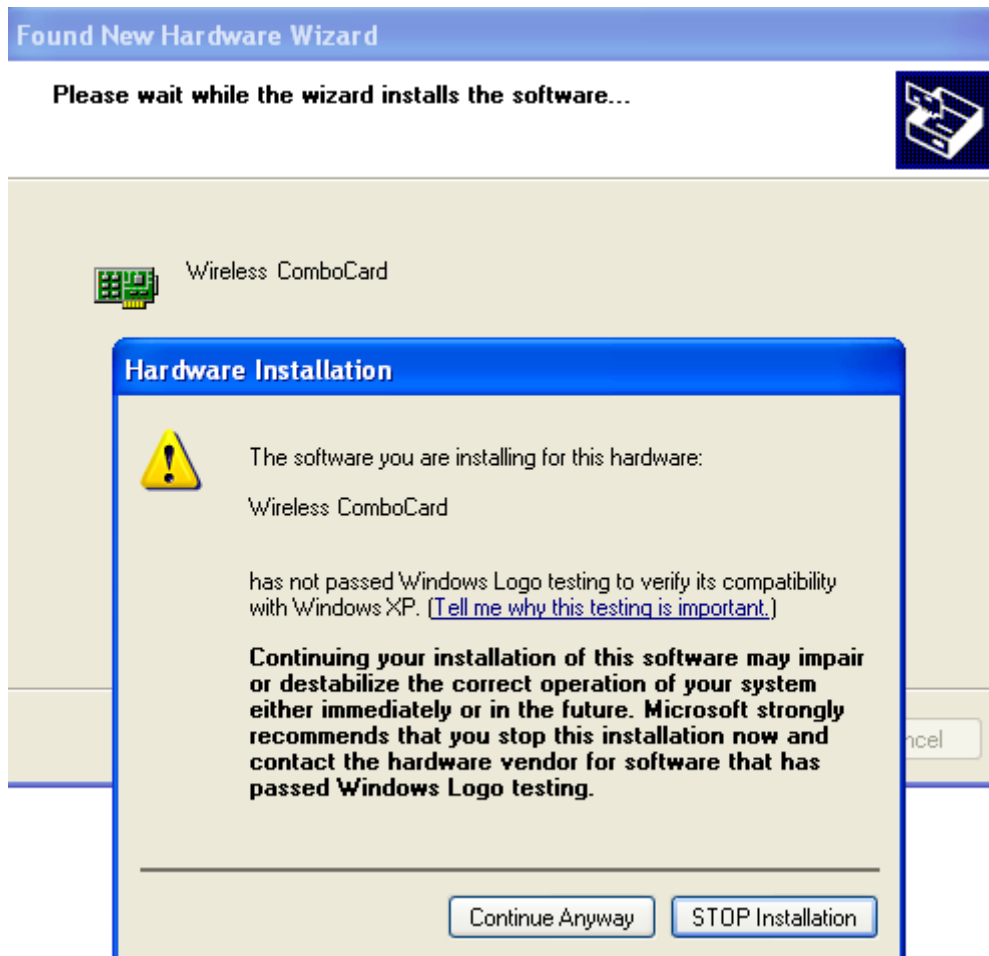 Found New Hardware Wizard
Please wait while the wizard installs the software...
Wireless ComboCard
Hardware Installation
The software you are installing for this hardware:
Wireless ComboCard
has not passed Windows Logo testing to verify its compatibility
with Windows XP. (Tell me why this testing is important.)
Continuing your installation of this software may impair
or destabilize the correct operation of your system
either immediately or in the future. Microsoft strongly
recommends that you stop this installation now and
contact the hardware vendor for software that has
passed Windows Logo testing.
ncel
Continue Anyway
STOP Installation